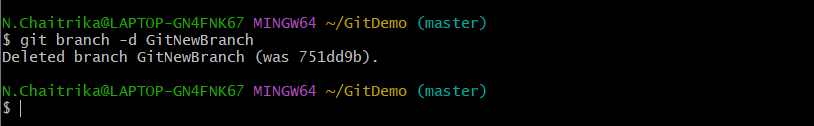 N.Chaitrika@LAPTOP-GN4FNK67 MINGW64 ~/GitDemo (master)
$ git branch -d GitNewBranch
Deleted branch GitNewBranch (was 751dd9b).
N.Chaitrika@LAPTOP-GN4FNK67 MINGW64 ~/GitDemo (master)
$